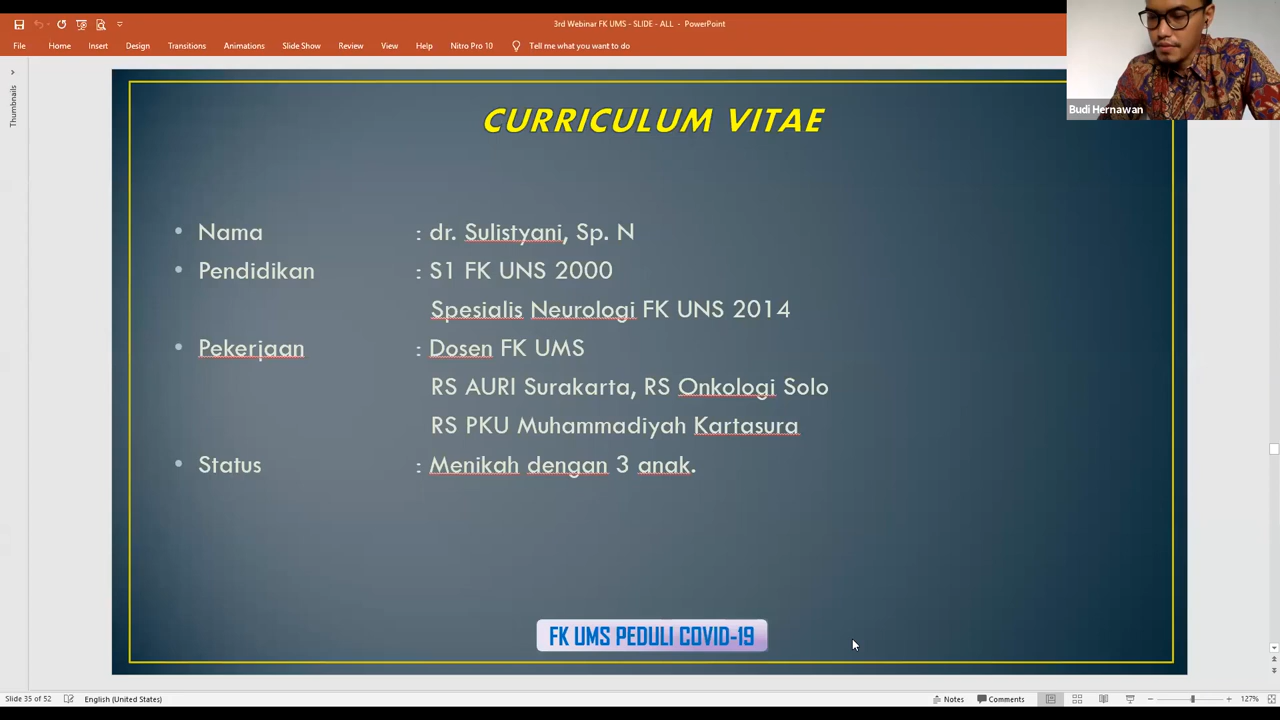 3rd Webinar FK UMS - SLIDE - ALL - PowerPoint
File Home Insert Design Transitions Animations Slide Show Review View Help Nitro Pro 10 Tell me what you want to do
Budi Hernawan
Thumbnails
CURRICULUM VITAE
• Nama : dr. Sulistyani, Sp. N
• Pendidikan : S1 FK UNS 2000
Spesialis Neurologi FK UNS 2014
• Pekerjaan : Dosen FK UMS
RS AURI Surakarta, RS Onkologi Solo
RS PKU Muhammadiyah Kartasura
• Status : Menikah dengan 3 anak.
FK UMS PEDULI COVID-19
Slide 35 of 52 English (United States) Notes Comments 127%